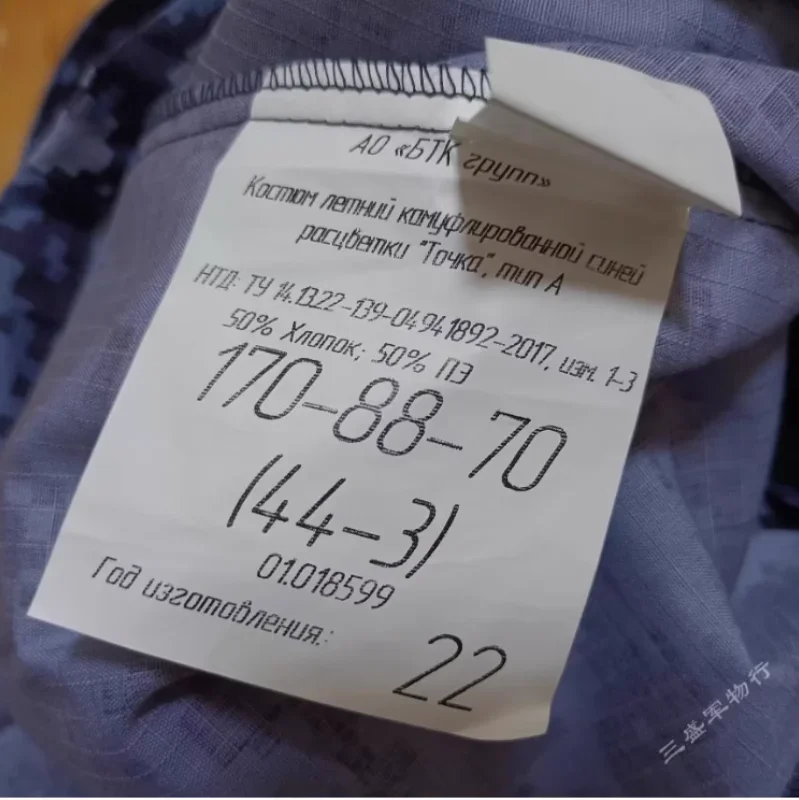 АО «БТК групп»
Костюм летний камуфлированной синей
расцветки "Точка", тип А
НТД: ТУ 14.13.22-139-04941892-2017, изм. 1-3
50% Хлопок; 50% ПЭ
170-88-70
(44-3)
01.018599
Год изготовления: 22
三盛军物行